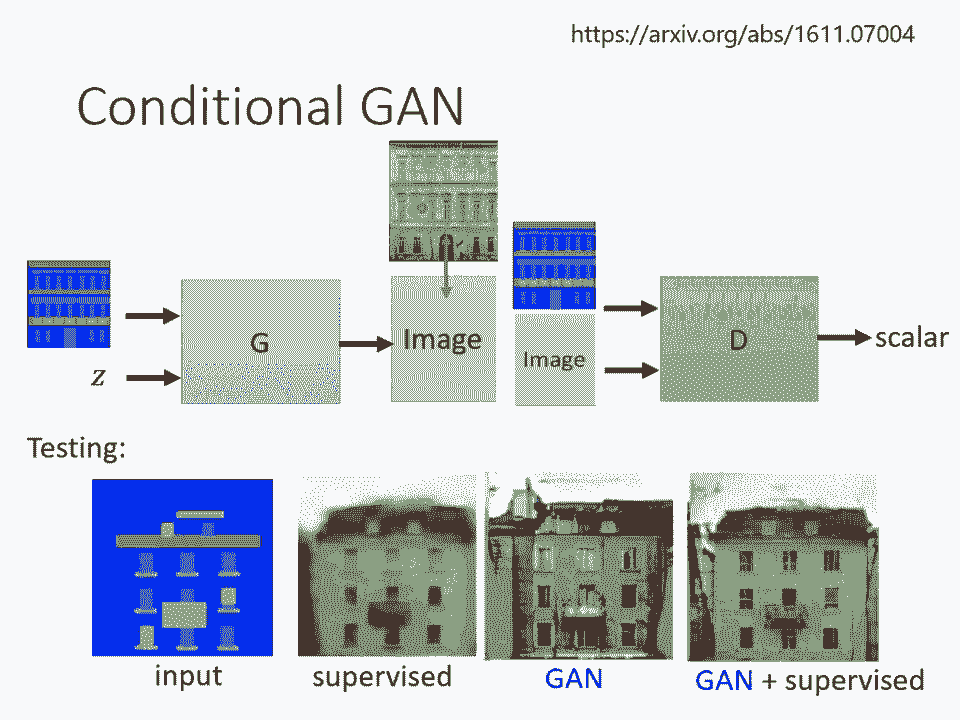 https://arxiv.org/abs/1611.07004
Conditional GAN
G
Image
Image
D
scalar
z
Testing:
input
supervised
GAN
GAN + supervised